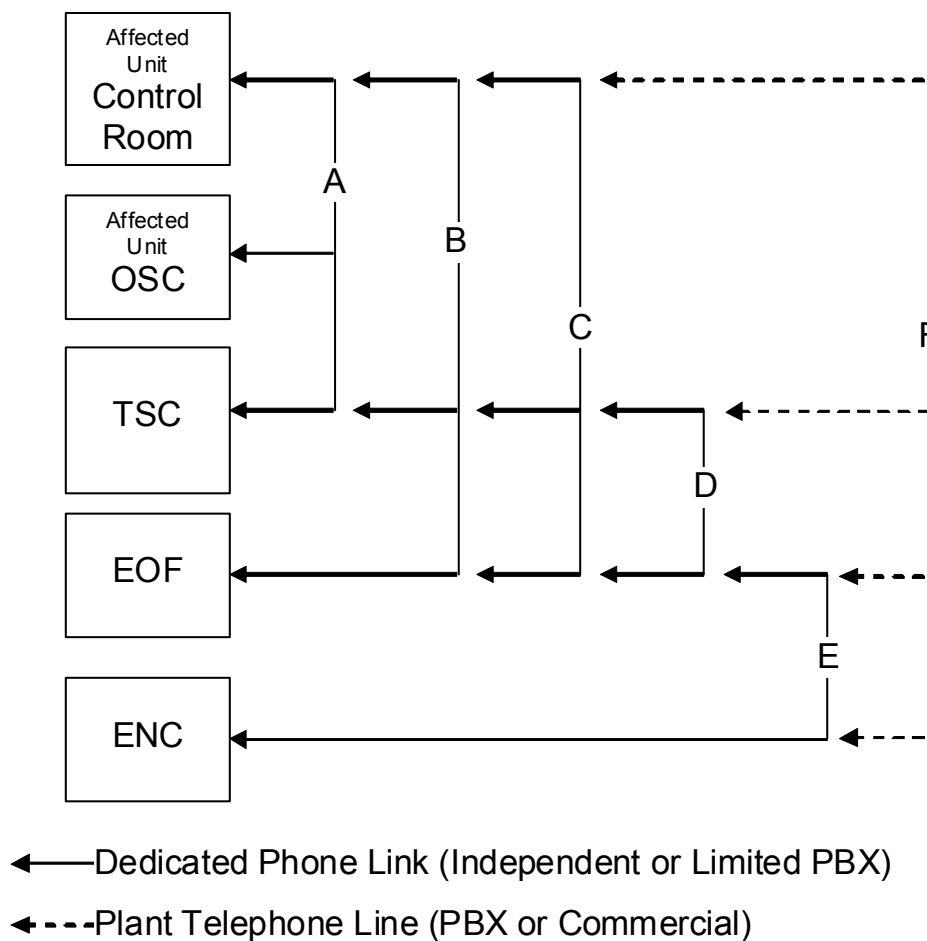 Affected
Unit
Control
Room
A
Affected
Unit
OSC
B
C
TSC
D
EOF
E
ENC
Dedicated Phone Link (Independent or Limited PBX)
Plant Telephone Line (PBX or Commercial)